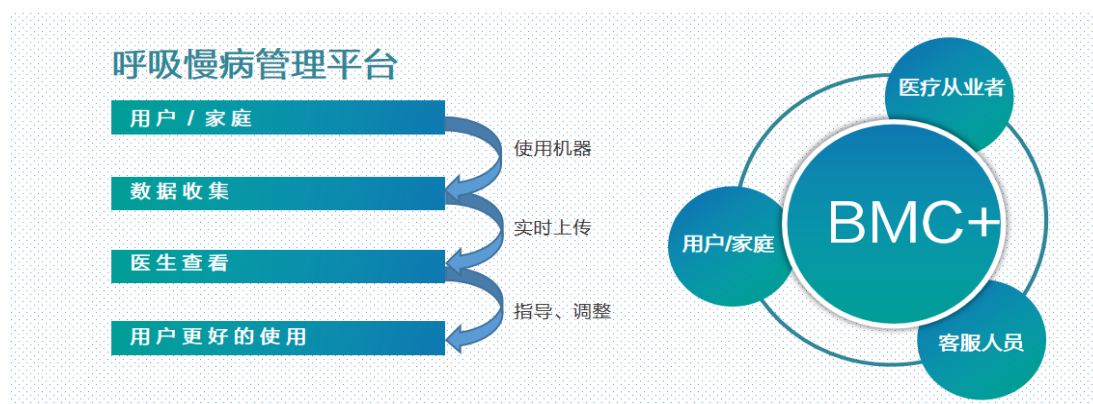 呼吸慢病管理平台
用户 / 家庭
使用机器
数据收集
实时上传
医生查看
指导、调整
用户更好的使用
医疗从业者
BMC+
用户/家庭
客服人员